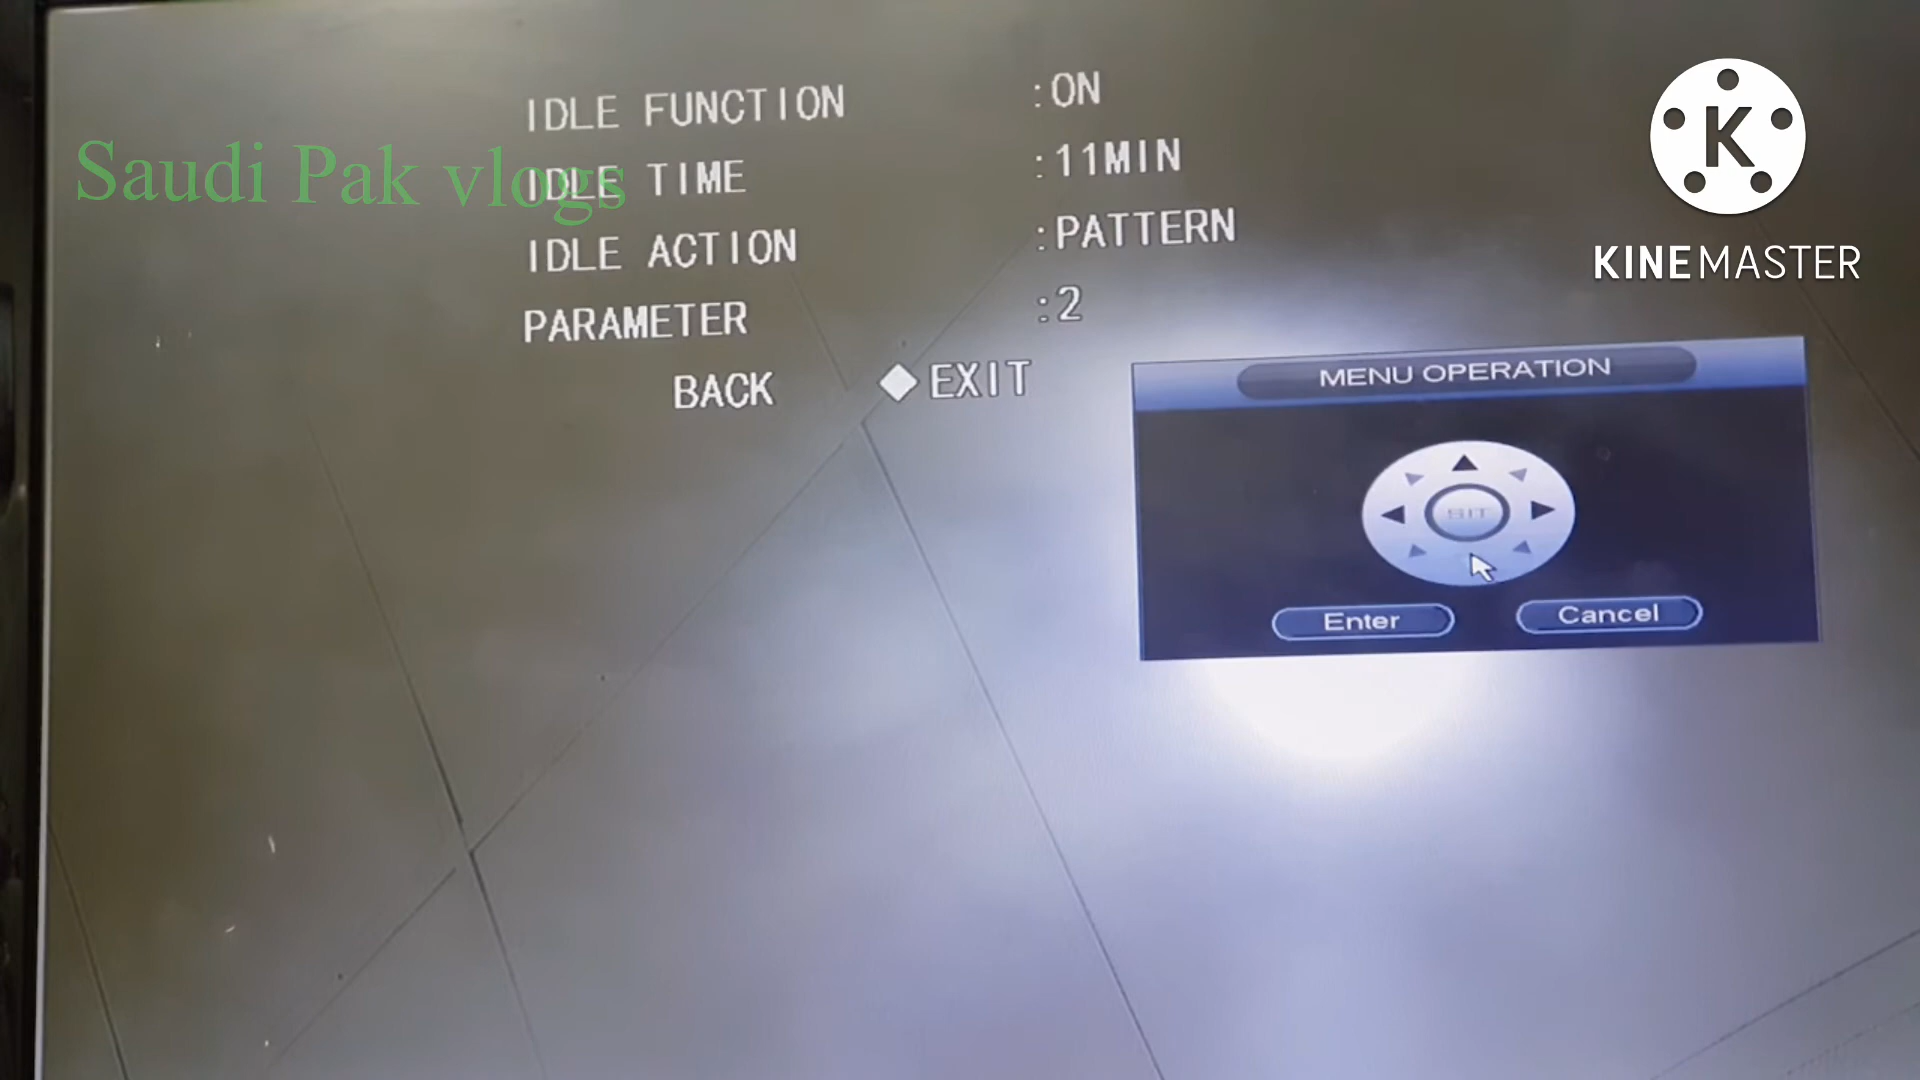 IDLE FUNCTION :ON
Saudi Pak vlogs
IDLE TIME :11MIN
IDLE ACTION :PATTERN
PARAMETER :2
BACK ◆EXIT
K
KINEMASTER
MENU OPERATION
SIT
Enter Cancel